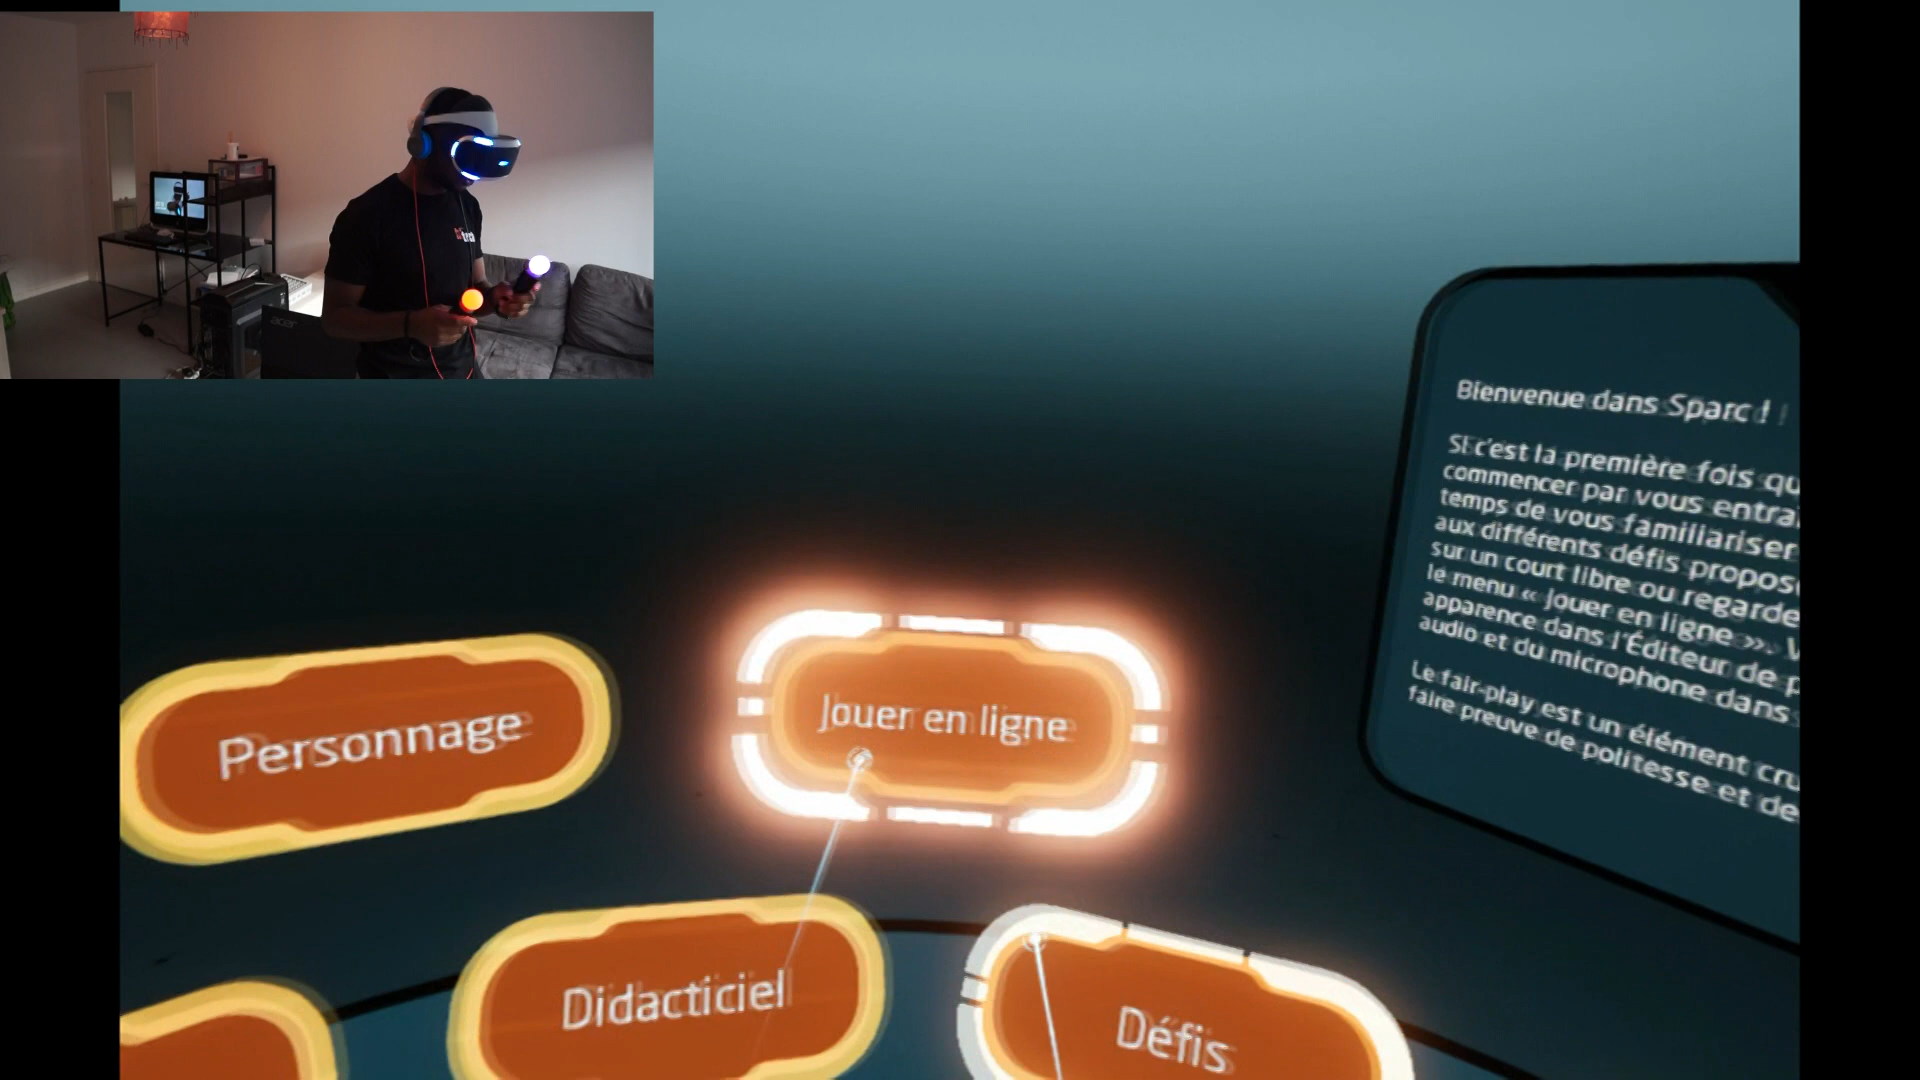 acer
Bienvenue dans Sparc !
Si c'est la première fois qu
commencer par vous entra
temps de vous familiariser
aux différents défis propos
sur un court libre ou regarde
le menu « Jouer en ligne ». V
apparence dans l'Éditeur de p
audio et du microphone dans
Le fair-play est un élément cru
faire preuve de politesse et de
Personnage
Jouer en ligne
Didacticiel
Défis